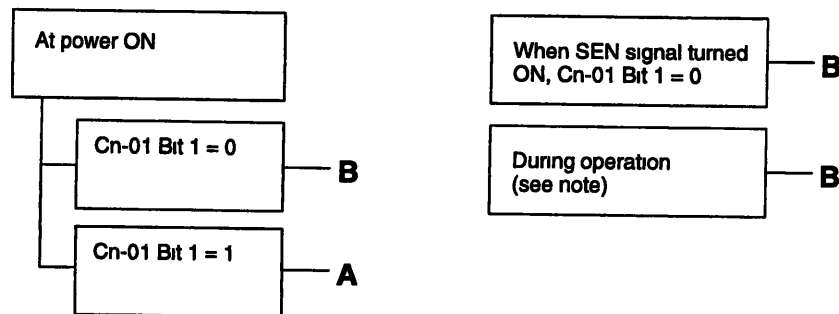 At power ON
Cn-01 Bit 1 = 0
B
Cn-01 Bit 1 = 1
A
When SEN signal turned
ON, Cn-01 Bit 1 = 0
B
During operation
(see note)
B